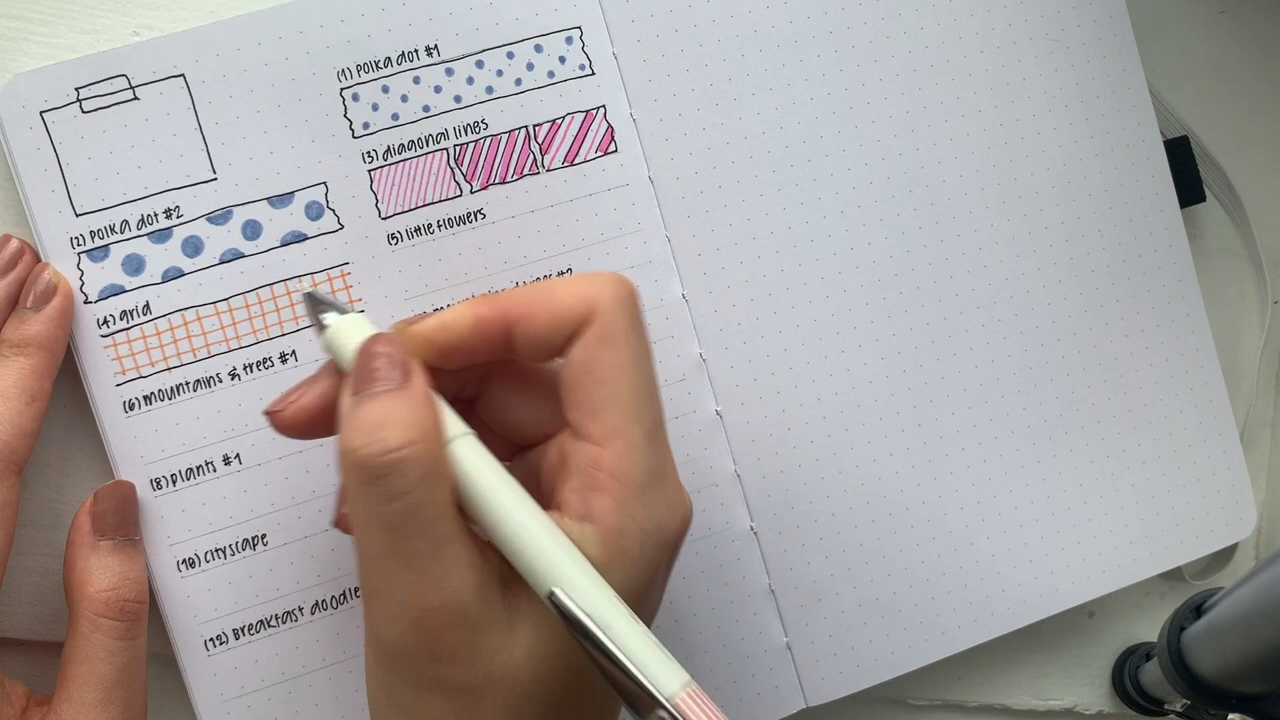 (1) POLKA dot #1
(2) POLKA dot #2
(3) diagonal lines
(4) grid
(5) little flowers
(6) mountains & trees #1
(8) plants #1
(10) cityscape
(12) Breakfast doodle